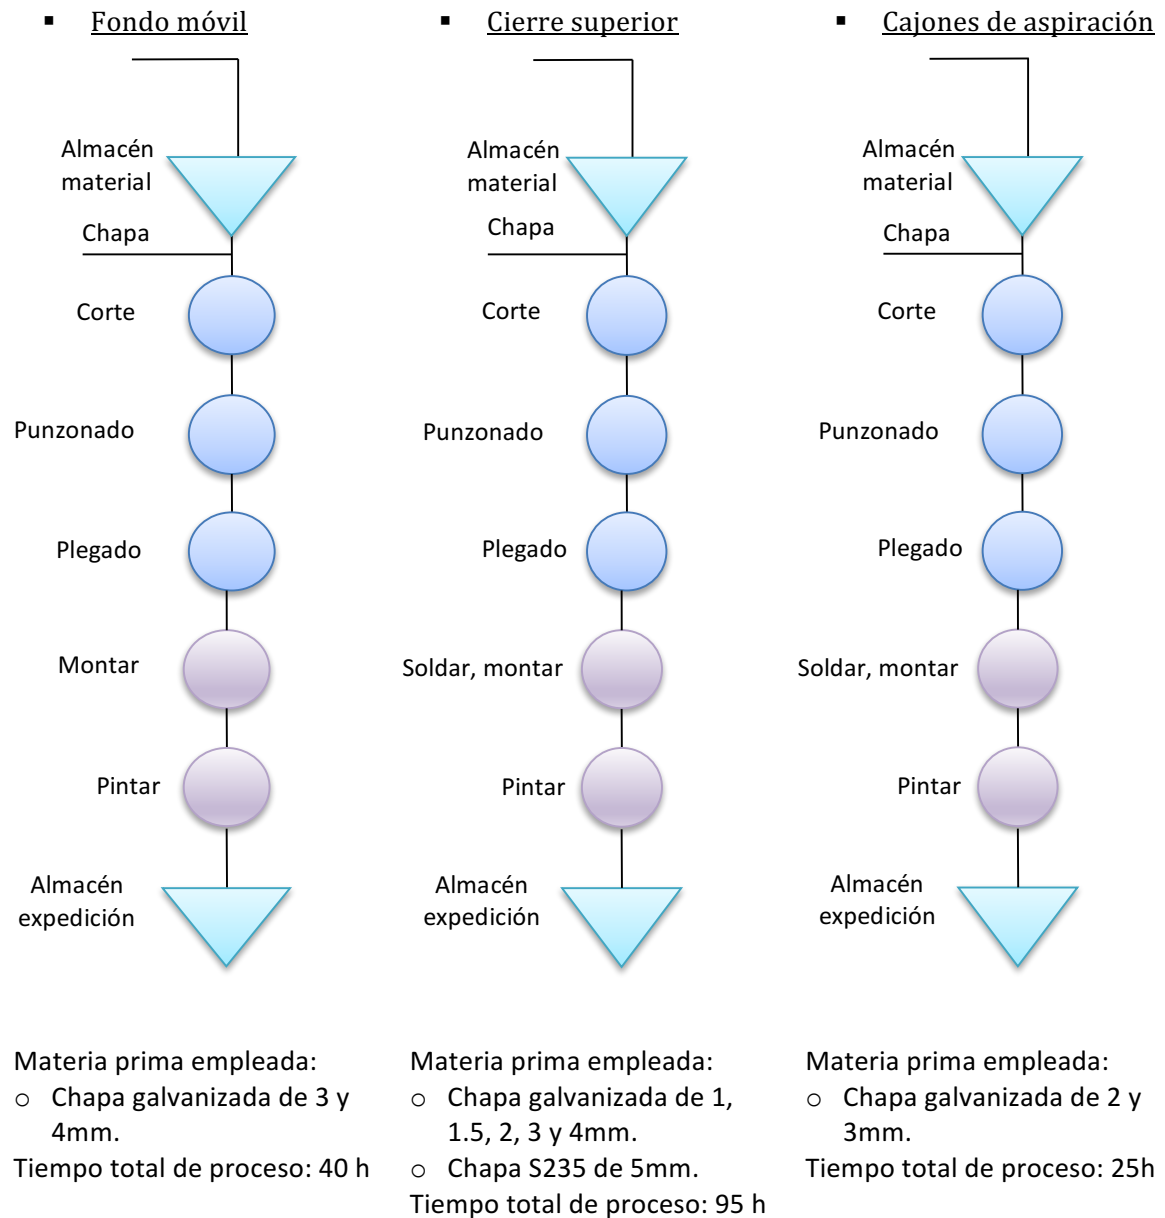 ▪ Fondo móvil
Almacén
material
Chapa
Corte
Punzonado
Plegado
Montar
Pintar
Almacén
expedición
Materia prima empleada:
o Chapa galvanizada de 3 y
4mm.
Tiempo total de proceso: 40 h
▪ Cierre superior
Almacén
material
Chapa
Corte
Punzonado
Plegado
Soldar, montar
Pintar
Almacén
expedición
Materia prima empleada:
o Chapa galvanizada de 1,
1.5, 2, 3 y 4mm.
o Chapa S235 de 5mm.
Tiempo total de proceso: 95 h
▪ Cajones de aspiración
Almacén
material
Chapa
Corte
Punzonado
Plegado
Soldar, montar
Pintar
Almacén
expedición
Materia prima empleada:
o Chapa galvanizada de 2 y
3mm.
Tiempo total de proceso: 25h